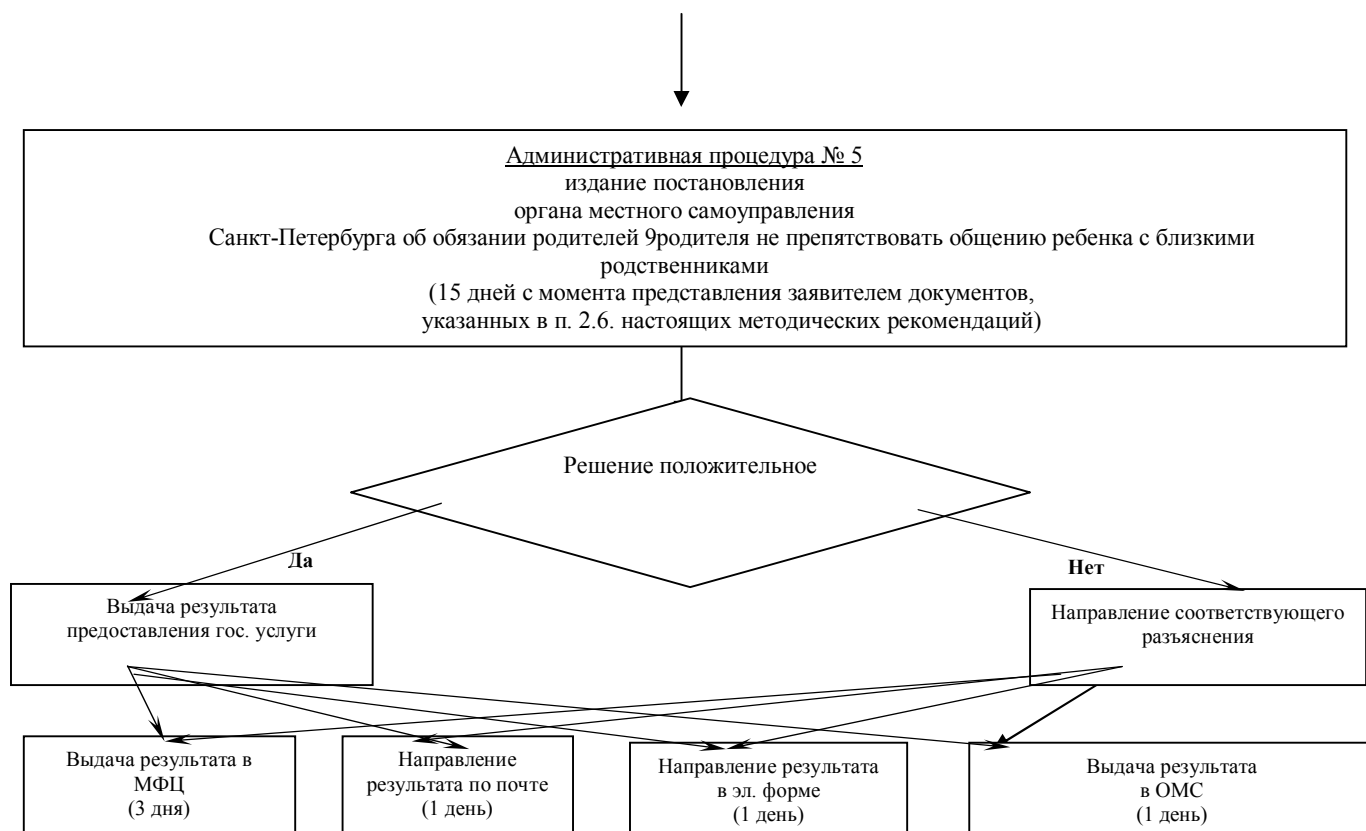 Административная процедура № 5
издание постановления
органа местного самоуправления
Санкт-Петербурга об обязании родителей 9родителя не препятствовать общению ребенка с близкими
родственниками
(15 дней с момента представления заявителем документов,
указанных в п. 2.6. настоящих методических рекомендаций)
Решение положительное
Да
Нет
Выдача результата
предоставления гос. услуги
Направление соответствующего
разъяснения
Выдача результата в
МФЦ
(3 дня)
Направление
результата по почте
(1 день)
Направление результата
в эл. форме
(1 день)
Выдача результата
в ОМС
(1 день)